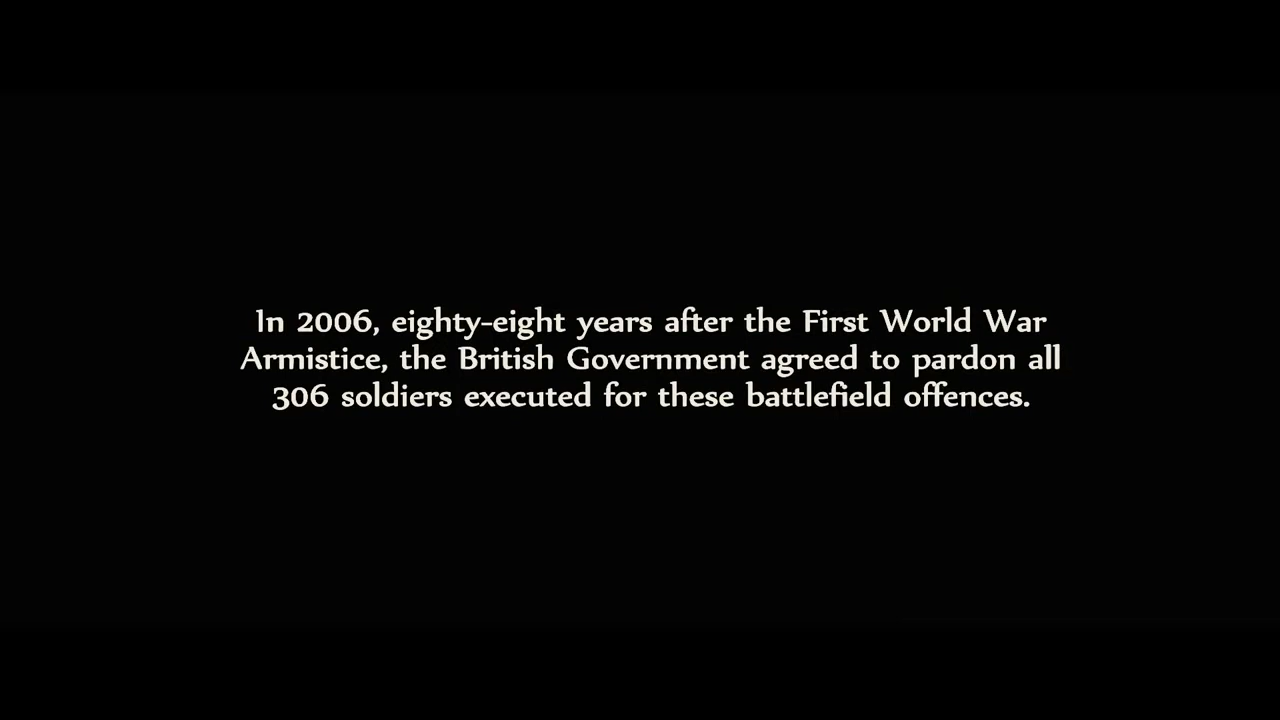 In 2006, eighty-eight years after the First World War
Armistice, the British Government agreed to pardon all
306 soldiers executed for these battlefield offences.